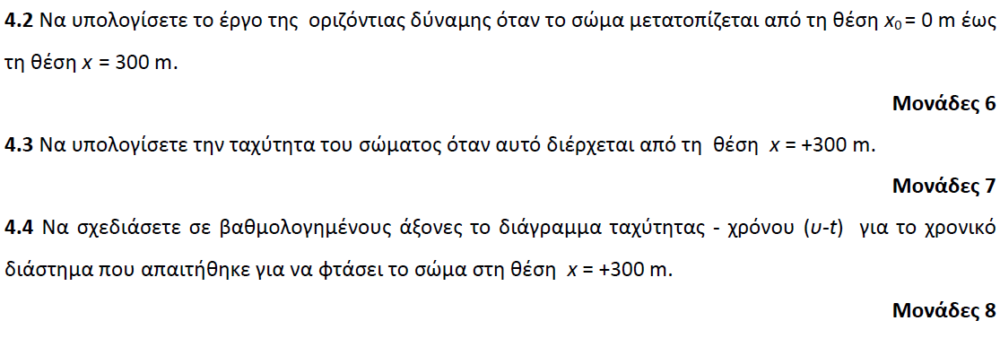 4.2 Να υπολογίσετε το έργο της οριζόντιας δύναμης όταν το σώμα μετατοπίζεται από τη θέση x₀ = 0 m έως
τη θέση x = 300 m.
Μονάδες 6
4.3 Να υπολογίσετε την ταχύτητα του σώματος όταν αυτό διέρχεται από τη θέση x = +300 m.
Μονάδες 7
4.4 Να σχεδιάσετε σε βαθμολογημένους άξονες το διάγραμμα ταχύτητας - χρόνου (υ-t) για το χρονικό
διάστημα που απαιτήθηκε για να φτάσει το σώμα στη θέση x = +300 m.
Μονάδες 8